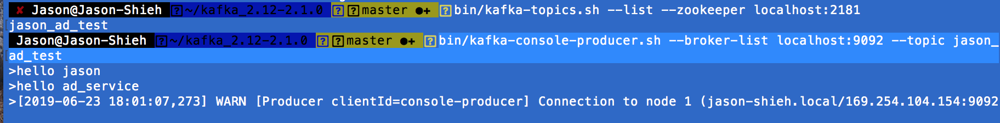 ✘ Jason@Jason-Shieh ~/kafka_2.12-2.1.0 master ●✚ bin/kafka-topics.sh --list --zookeeper localhost:2181
jason_ad_test
Jason@Jason-Shieh ~/kafka_2.12-2.1.0 master ●✚ bin/kafka-console-producer.sh --broker-list localhost:9092 --topic jason_
ad_test
>hello jason
>hello ad_service
>[2019-06-23 18:01:07,273] WARN [Producer clientId=console-producer] Connection to node 1 (jason-shieh.local/169.254.104.154:9092